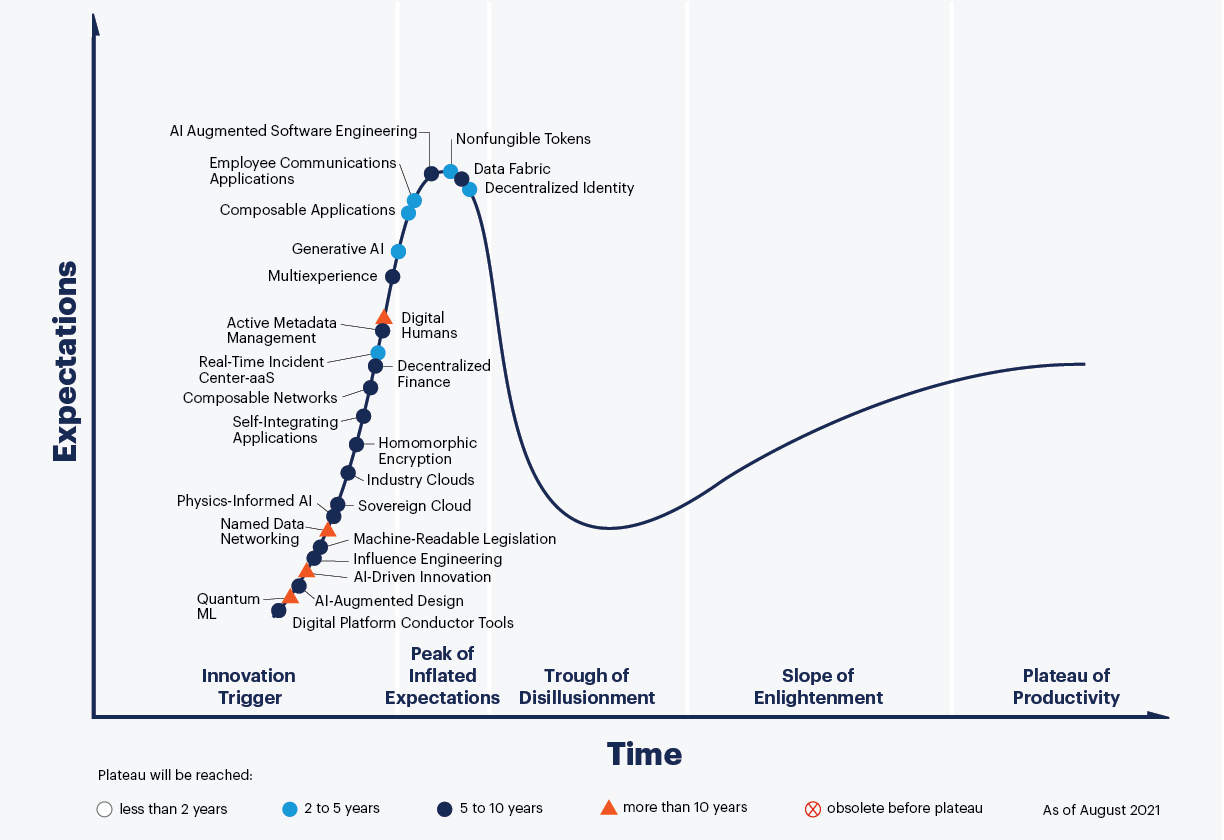 AI Augmented Software Engineering
Nonfungible Tokens
Employee Communications
Applications
Data Fabric
Decentralized Identity
Composable Applications
Generative AI
Multiexperience
Digital
Humans
Active Metadata
Management
Real-Time Incident
Center-aaS
Decentralized
Finance
Composable Networks
Self-Integrating
Applications
Homomorphic
Encryption
Industry Clouds
Physics-Informed AI
Sovereign Cloud
Named Data
Networking
Machine-Readable Legislation
Influence Engineering
AI-Driven Innovation
Quantum
ML
AI-Augmented Design
Digital Platform Conductor Tools
Expectations
Innovation
Trigger
Peak of
Inflated
Expectations
Trough of
Disillusionment
Slope of
Enlightenment
Plateau of
Productivity
Time
Plateau will be reached:
less than 2 years
2 to 5 years
5 to 10 years
more than 10 years
obsolete before plateau
As of August 2021